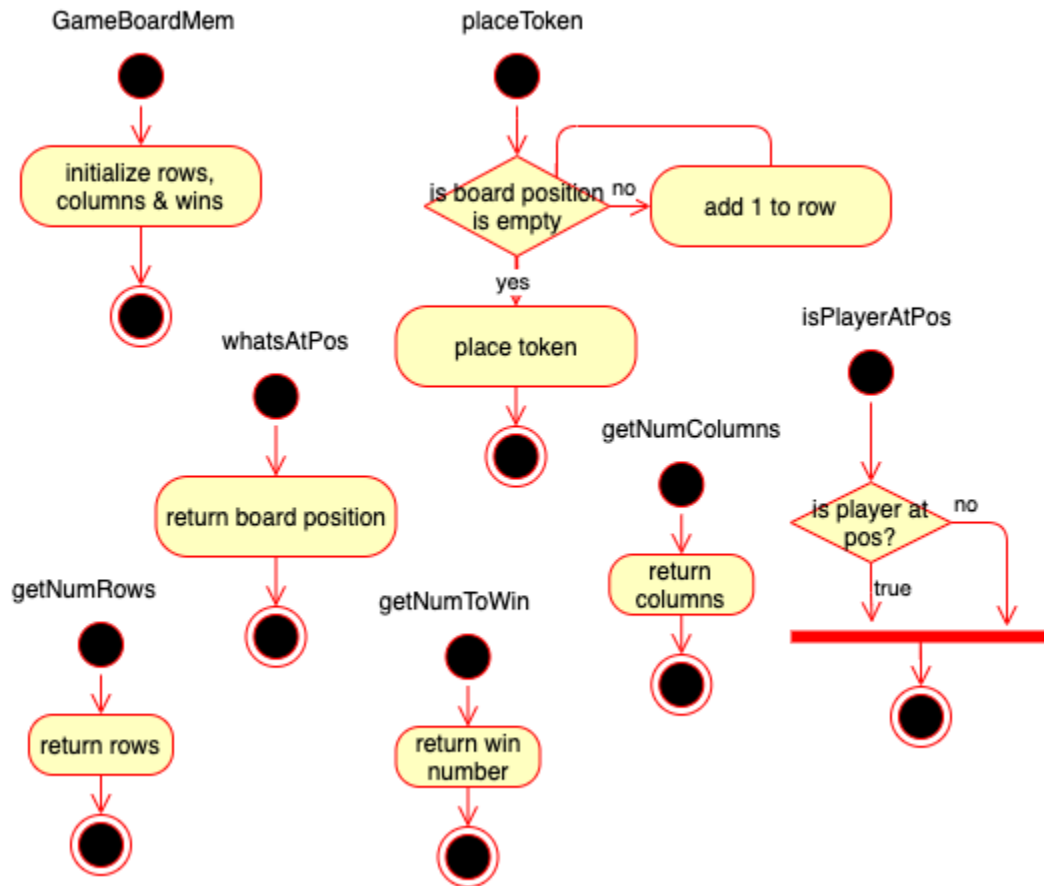 GameBoardMem
initialize rows,
columns & wins
placeToken
is board position
is empty
no
add 1 to row
yes
place token
whatsAtPos
return board position
isPlayerAtPos
is player at
pos?
no
true
getNumColumns
return
columns
getNumRows
return rows
getNumToWin
return win
number